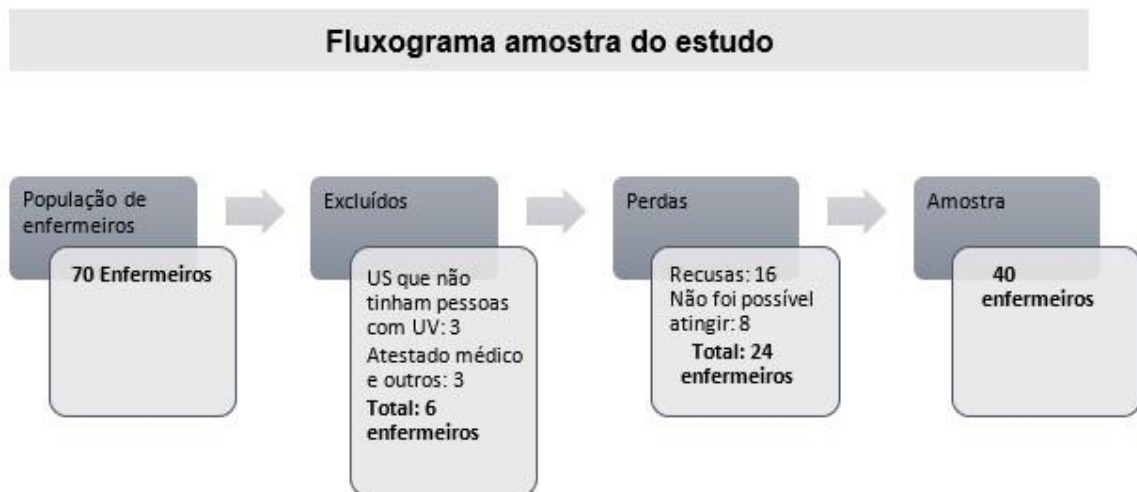 Fluxograma amostra do estudo
População de
enfermeiros
70 Enfermeiros
Excluídos
US que não
tinham pessoas
com UV: 3
Atestado médico
e outros: 3
Total: 6
enfermeiros
Perdas
Recusas: 16
Não foi possível
atingir: 8
Total: 24
enfermeiros
Amostra
40
enfermeiros